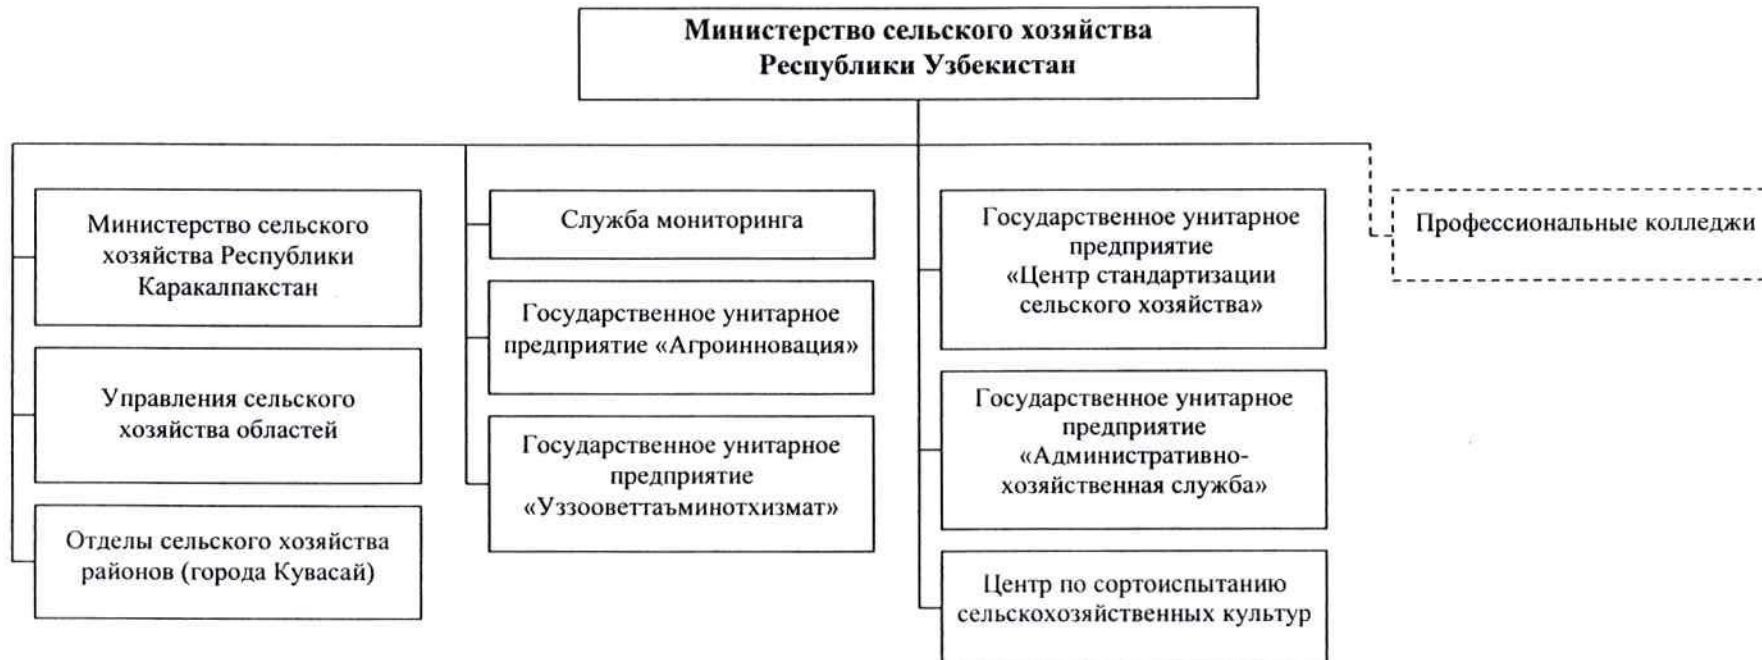 Министерство сельского хозяйства
Республики Узбекистан
Министерство сельского
хозяйства Республики
Каракалпакстан
Управления сельского
хозяйства областей
Отделы сельского хозяйства
районов (города Кувасай)
Служба мониторинга
Государственное унитарное
предприятие «Агроинновация»
Государственное унитарное
предприятие
«Уззооветтаъминотхизмат»
Государственное унитарное
предприятие
«Центр стандартизации
сельского хозяйства»
Государственное унитарное
предприятие
«Административно-
хозяйственная служба»
Центр по сортоиспытанию
сельскохозяйственных культур
Профессиональные колледжи